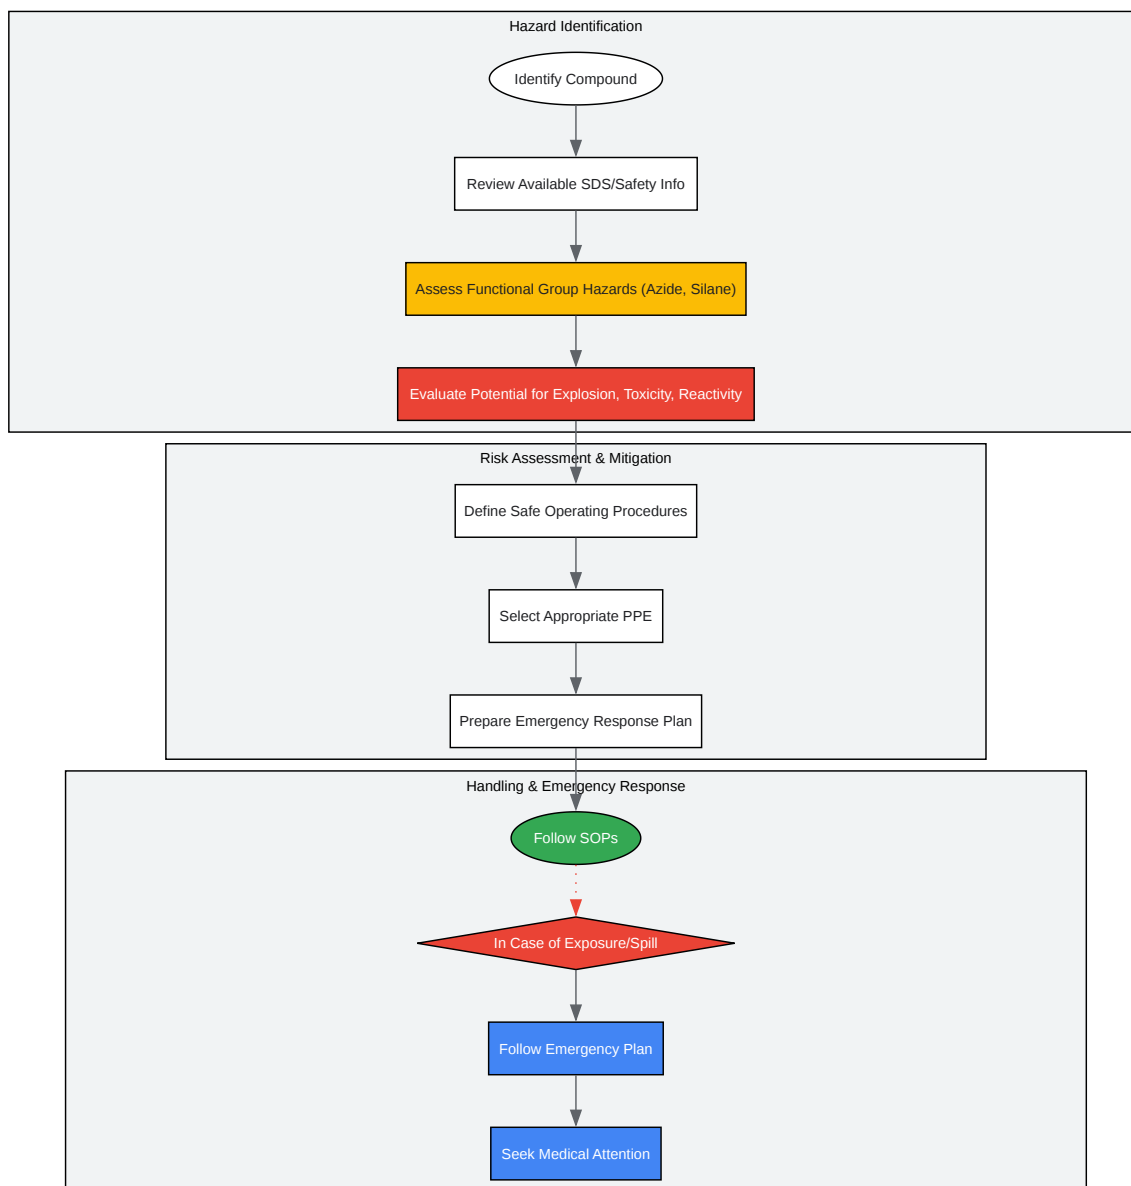 Hazard Identification
Identify Compound
Review Available SDS/Safety Info
Assess Functional Group Hazards (Azide, Silane)
Evaluate Potential for Explosion, Toxicity, Reactivity
Risk Assessment & Mitigation
Define Safe Operating Procedures
Select Appropriate PPE
Prepare Emergency Response Plan
Handling & Emergency Response
Follow SOPs
In Case of Exposure/Spill
Follow Emergency Plan
Seek Medical Attention